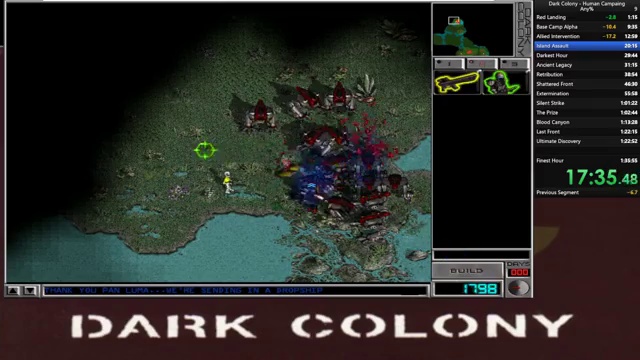 Dark Colony - Human Campaing
Any% 9
Red Landing -2.8 1:15
Base Camp Alpha -10.4 9:35
Allied Intervention -17.2 12:59
Island Assault 20:15
Darkest Hour 29:44
Ancient Legacy 31:15
Retribution 38:54
Shattered Front 46:30
Extermination 55:58
Silent Strike 1:01:22
The Prize 1:02:44
Blood Canyon 1:13:28
Last Front 1:22:15
Ultimate Discovery 1:22:52
Finest Hour 1:35:55
17:35.48
Previous Segment -6.7
DARK COLONY
BUILD
DAYS
000
1798
THANK YOU PAN LUMA...WE'RE SENDING IN A DROPSHIP
DARK COLONY